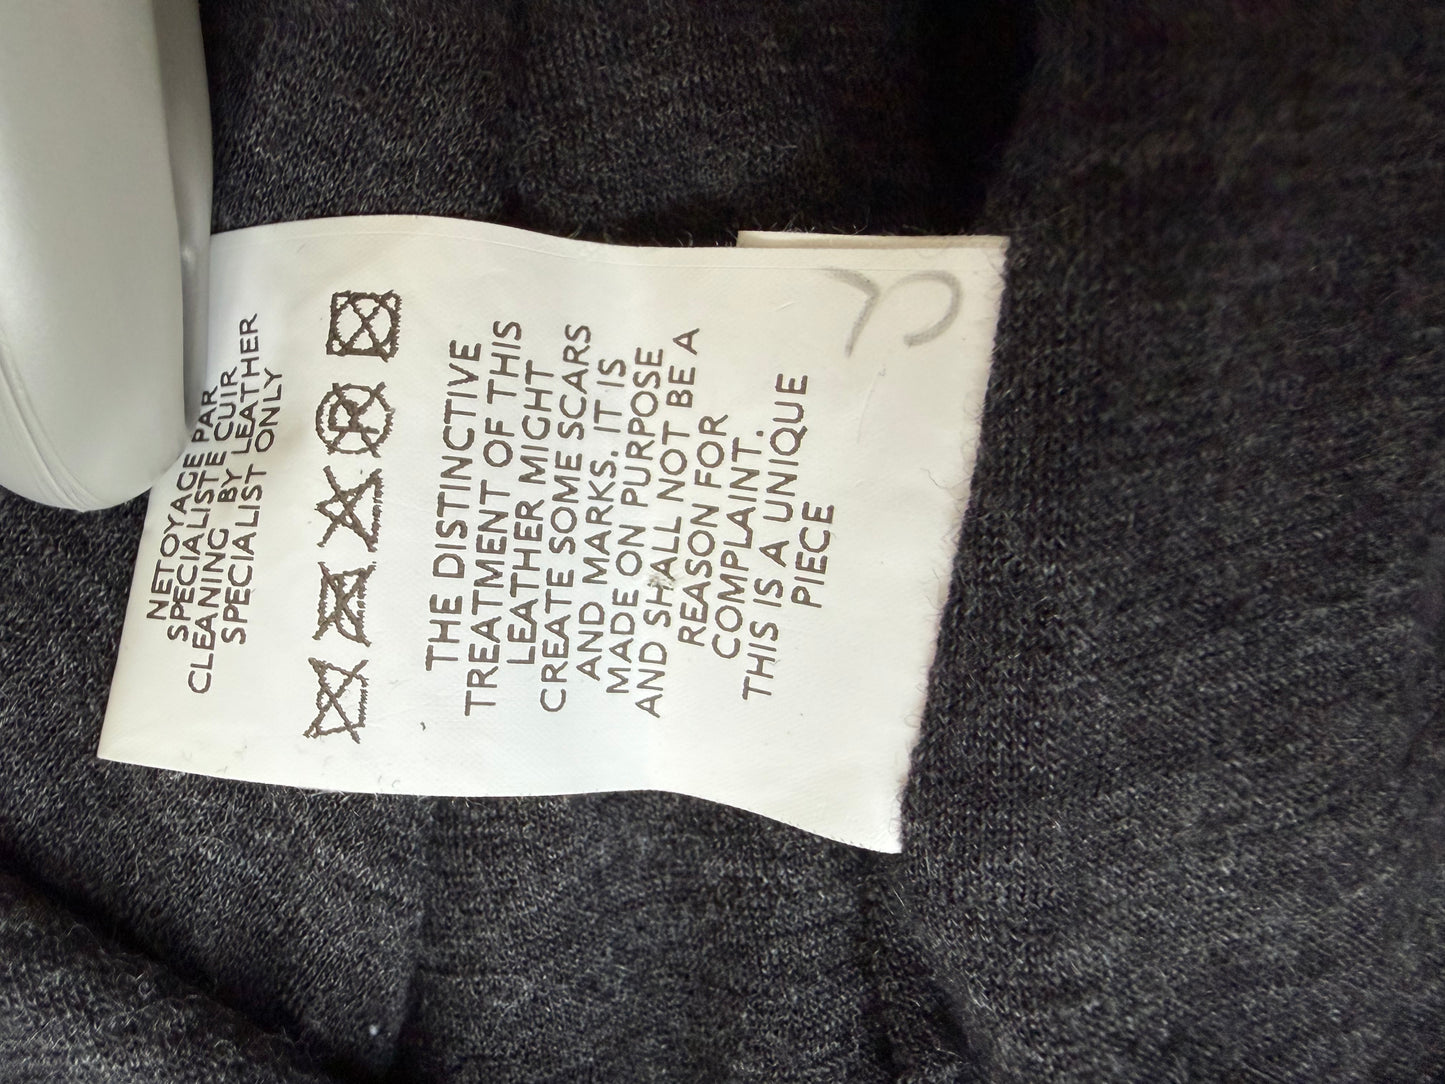 NETOYAGE PAR
SPECIALISTE CUIR
CLEANING BY LEATHER
SPECIALIST ONLY
THE DISTINCTIVE
TREATMENT OF THIS
LEATHER MIGHT
CREATE SOME SCARS
AND MARKS. IT IS
MADE ON PURPOSE
AND SHALL NOT BE A
REASON FOR
COMPLAINT.
THIS IS A UNIQUE
PIECE